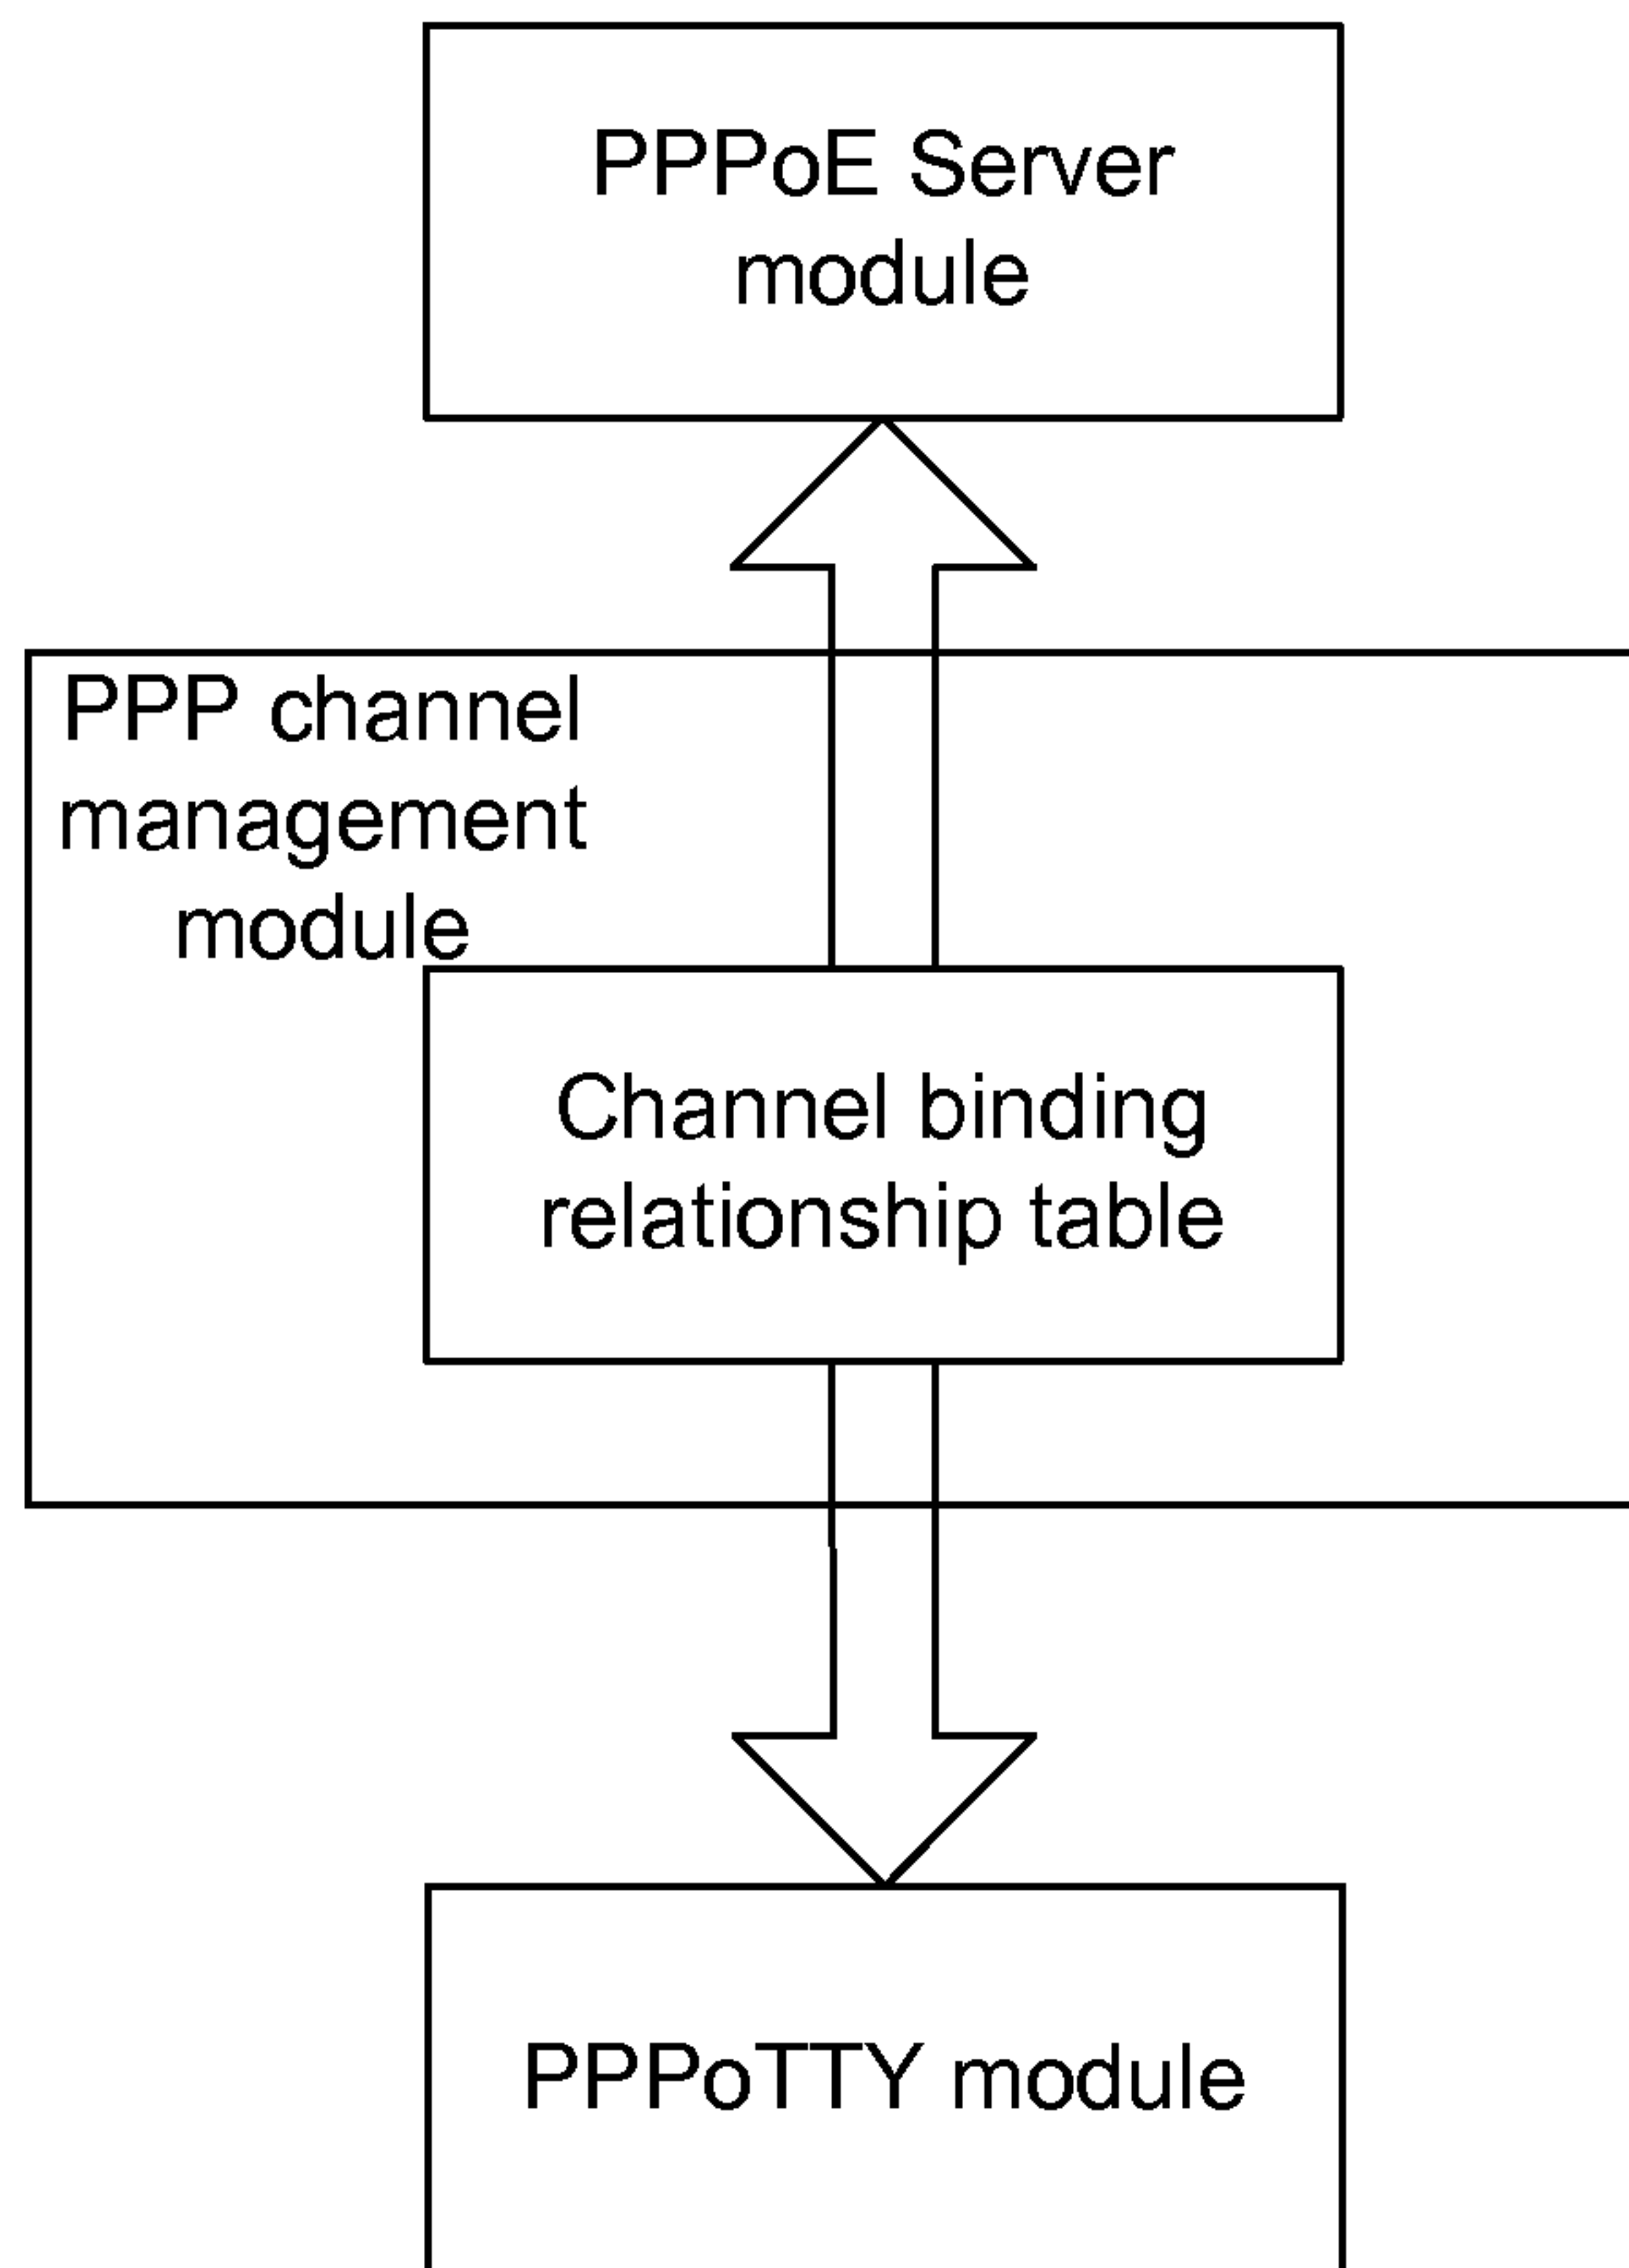 PPPoE Server
module
PPP channel
management
module
Channel binding
relationship table
PPPoTTY module